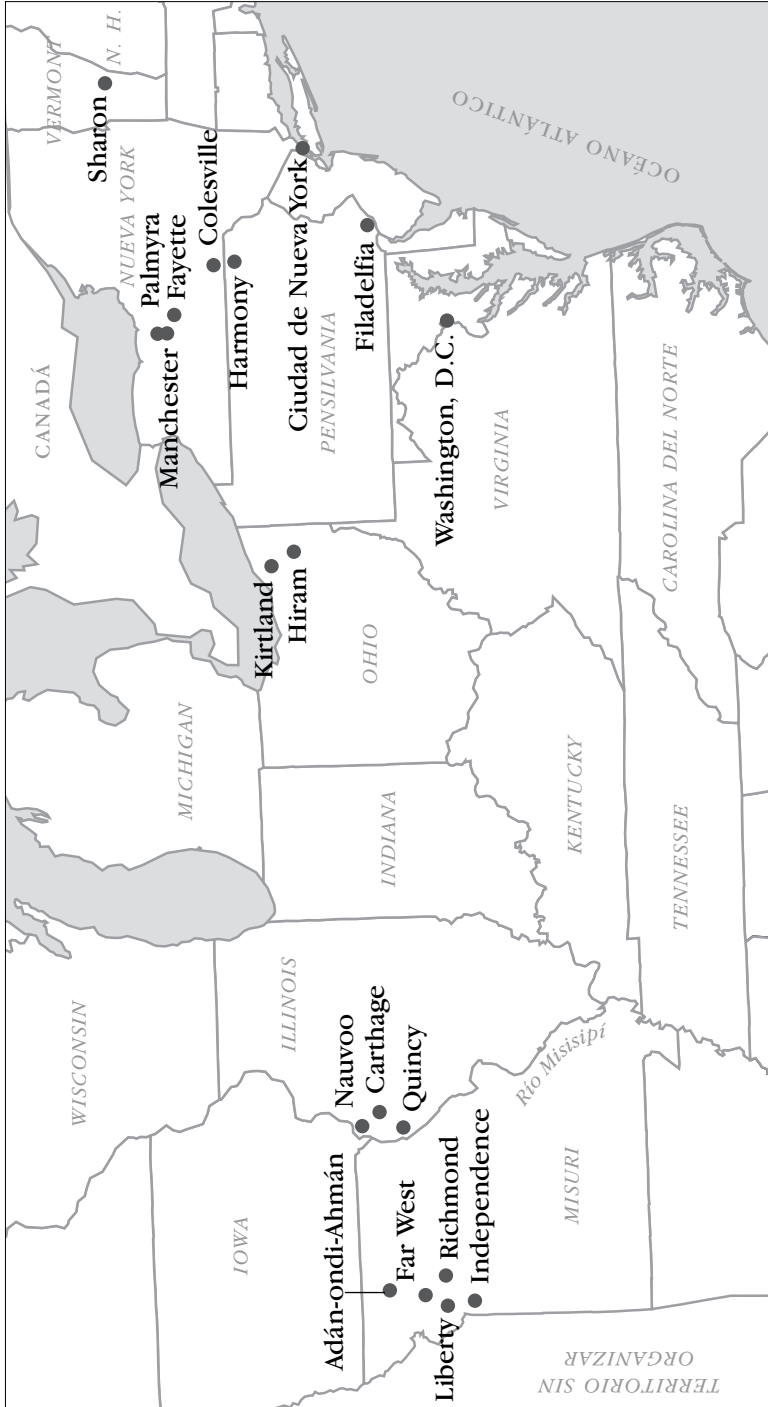 CANADÁ
VERMONT
N. H.
Sharon
NUEVA YORK
Palmyra
Fayette
Manchester
Colesville
Harmony
Ciudad de Nueva York
PENSILVANIA
Filadelfia
Washington, D.C.
OCÉANO ATLÁNTICO
WISCONSIN
MICHIGAN
Kirtland
Hiram
OHIO
IOWA
ILLINOIS
INDIANA
VIRGINIA
Nauvoo
Carthage
Quincy
Adán-ondi-Ahmán
Far West
Richmond
Liberty
Independence
Río Misisipí
MISURI
KENTUCKY
TENNESSEE
CAROLINA DEL NORTE
TERRITORIO SIN
ORGANIZAR